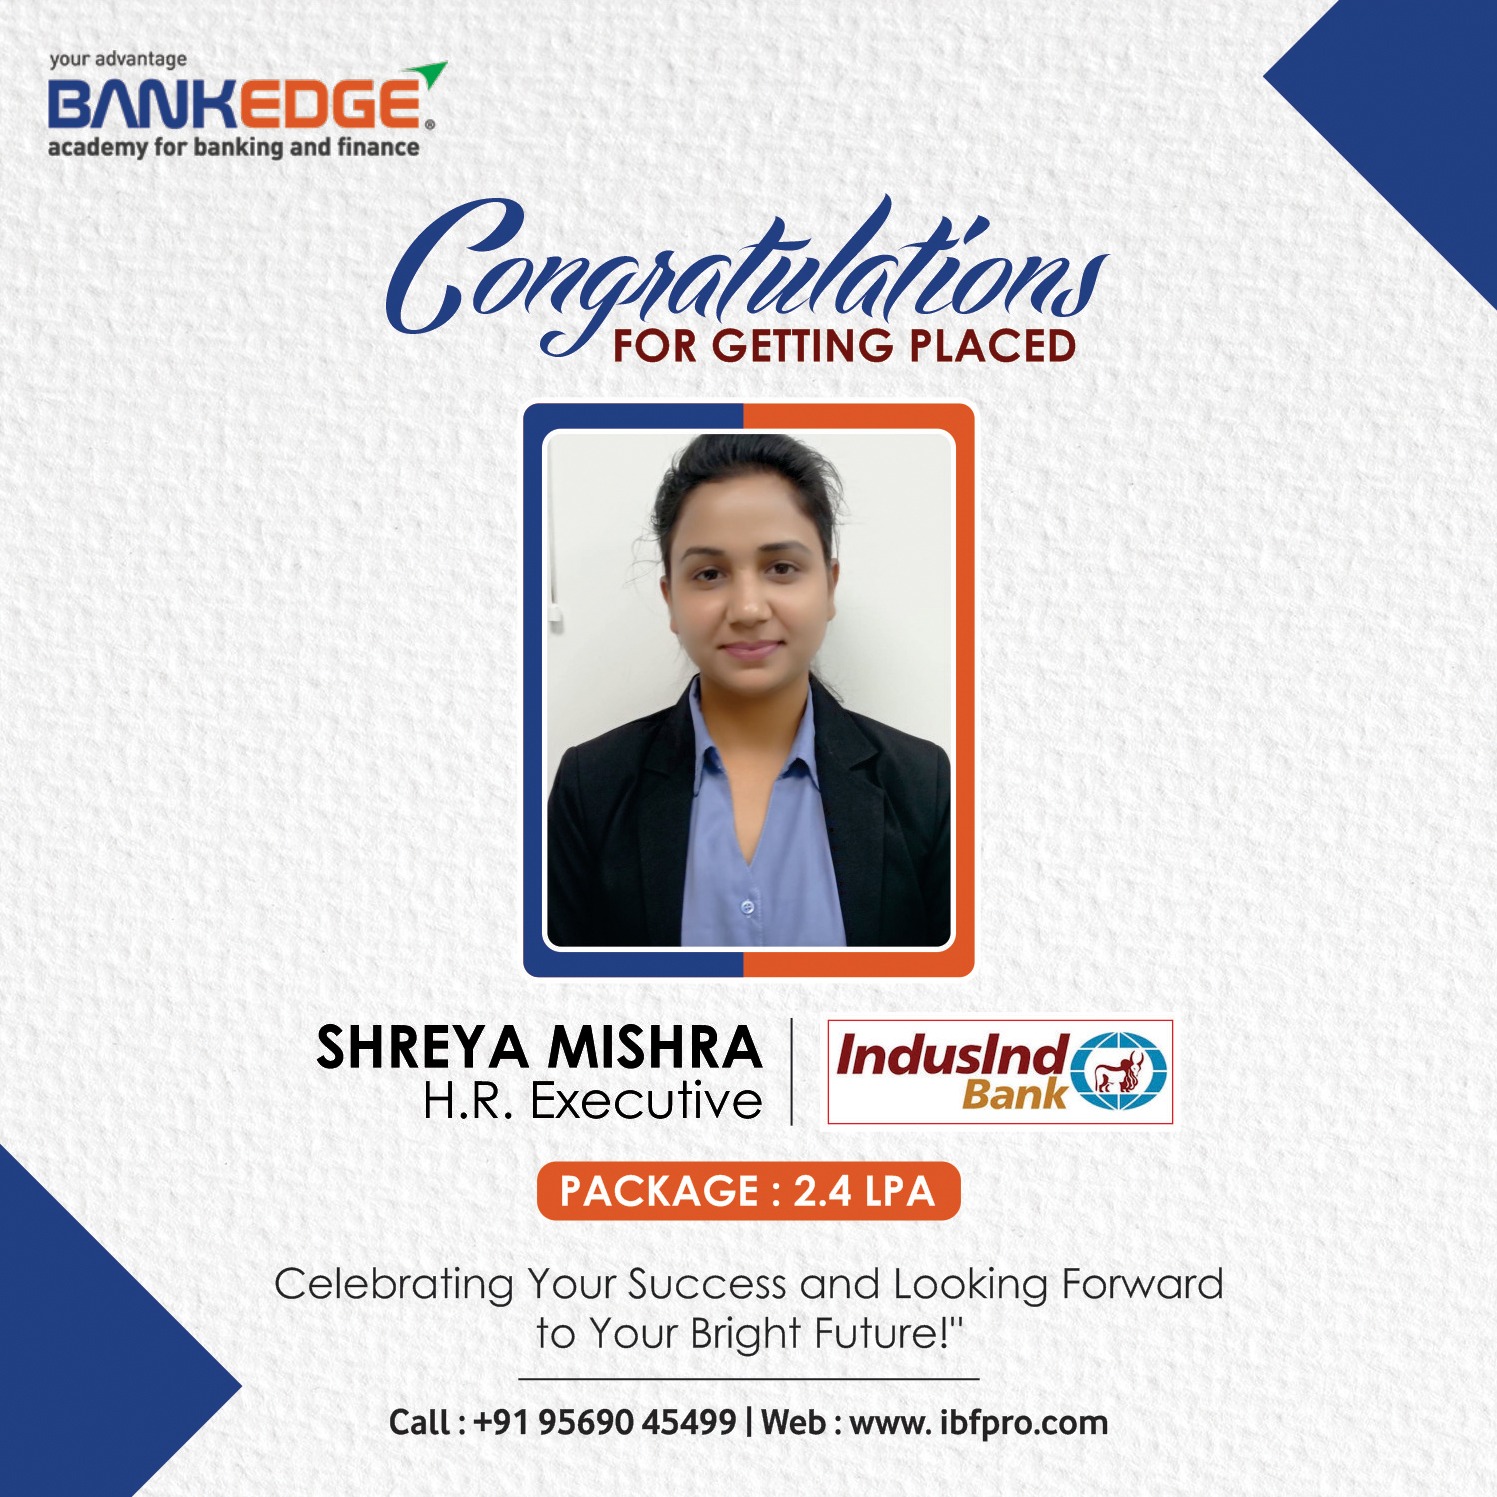 your advantage
BANKEDGE®
academy for banking and finance
Congratulations
FOR GETTING PLACED
SHREYA MISHRA
H.R. Executive
IndusInd
Bank
PACKAGE : 2.4 LPA
Celebrating Your Success and Looking Forward
to Your Bright Future!"
Call : +91 95690 45499 | Web : www. ibfpro.com